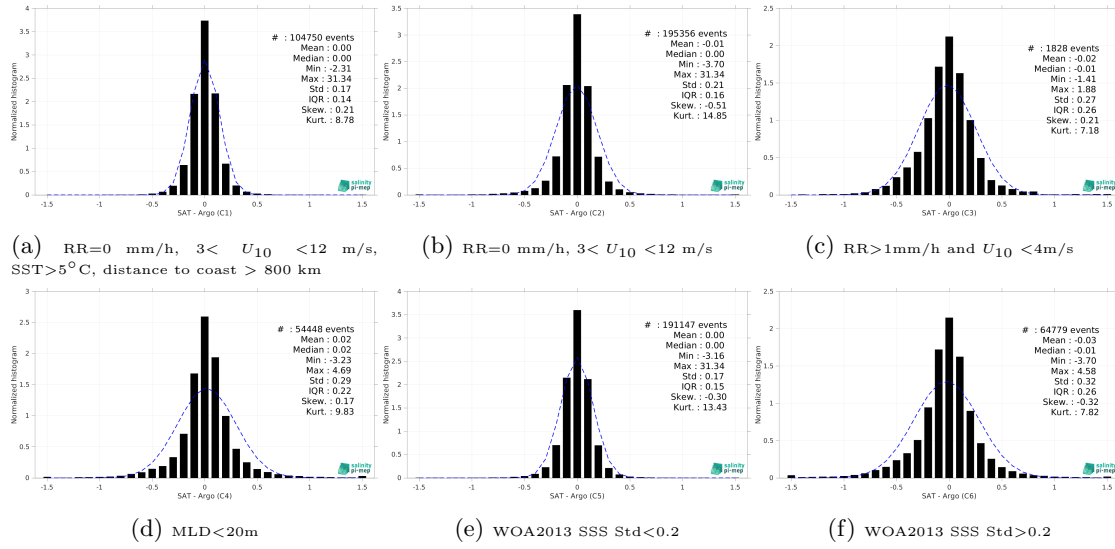 4
3.5
3
2.5
2
1.5
1
0.5
0
Normalized histogram
# : 104750 events
Mean : 0.00
Median : 0.00
Min : -2.31
Max : 31.34
Std : 0.17
IQR : 0.14
Skew. : 0.21
Kurt. : 8.78
salinity
pi-mep
-1.5 -1 -0.5 0 0.5 1 1.5
SAT - Argo (C1)
(a) RR=0 mm/h, 3< U10 <12 m/s,
SST>5°C, distance to coast > 800 km
3.5
3
2.5
2
1.5
1
0.5
0
Normalized histogram
# : 195356 events
Mean : -0.01
Median : 0.00
Min : -3.70
Max : 31.34
Std : 0.21
IQR : 0.16
Skew. : -0.51
Kurt. : 14.85
salinity
pi-mep
-1.5 -1 -0.5 0 0.5 1 1.5
SAT - Argo (C2)
(b) RR=0 mm/h, 3< U10 <12 m/s
2.5
2
1.5
1
0.5
0
Normalized histogram
# : 1828 events
Mean : -0.02
Median : -0.01
Min : -1.41
Max : 1.88
Std : 0.27
IQR : 0.26
Skew. : 0.21
Kurt. : 7.18
salinity
pi-mep
-1.5 -1 -0.5 0 0.5 1 1.5
SAT - Argo (C3)
(c) RR>1mm/h and U10 <4m/s
3
2.5
2
1.5
1
0.5
0
Normalized histogram
# : 54448 events
Mean : 0.02
Median : 0.02
Min : -3.23
Max : 4.69
Std : 0.29
IQR : 0.22
Skew. : 0.17
Kurt. : 9.83
salinity
pi-mep
-1.5 -1 -0.5 0 0.5 1 1.5
SAT - Argo (C4)
(d) MLD<20m
4
3.5
3
2.5
2
1.5
1
0.5
0
Normalized histogram
# : 191147 events
Mean : 0.00
Median : 0.00
Min : -3.16
Max : 31.34
Std : 0.17
IQR : 0.15
Skew. : -0.30
Kurt. : 13.43
salinity
pi-mep
-1.5 -1 -0.5 0 0.5 1 1.5
SAT - Argo (C5)
(e) WOA2013 SSS Std<0.2
2.5
2
1.5
1
0.5
0
Normalized histogram
# : 64779 events
Mean : -0.03
Median : -0.01
Min : -3.70
Max : 4.58
Std : 0.32
IQR : 0.26
Skew. : -0.32
Kurt. : 7.82
salinity
pi-mep
-1.5 -1 -0.5 0 0.5 1 1.5
SAT - Argo (C6)
(f) WOA2013 SSS Std>0.2